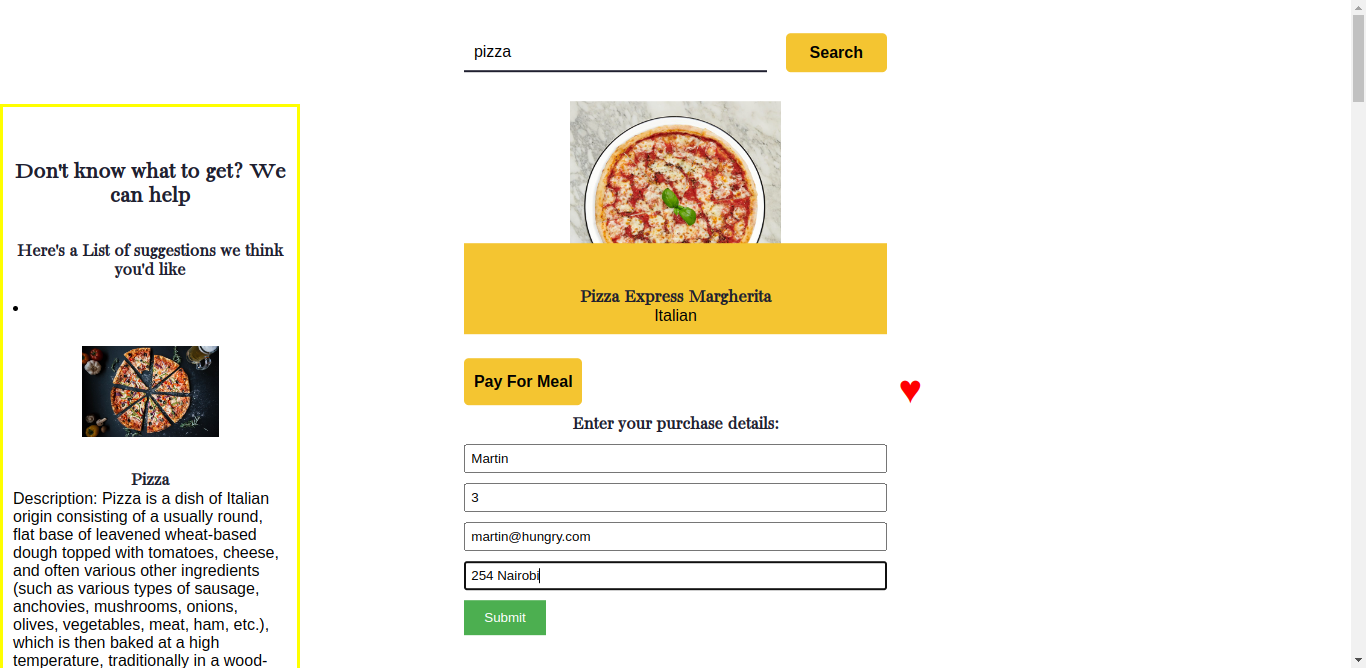 pizza
Search
Don't know what to get? We
can help
Here's a List of suggestions we think
you'd like
Pizza
Description: Pizza is a dish of Italian
origin consisting of a usually round,
flat base of leavened wheat-based
dough topped with tomatoes, cheese,
and often various other ingredients
(such as various types of sausage,
anchovies, mushrooms, onions,
olives, vegetables, meat, ham, etc.),
which is then baked at a high
temperature, traditionally in a wood-
Pizza Express Margherita
Italian
Pay For Meal
Enter your purchase details:
Martin
3
martin@hungry.com
254 Nairobi
Submit